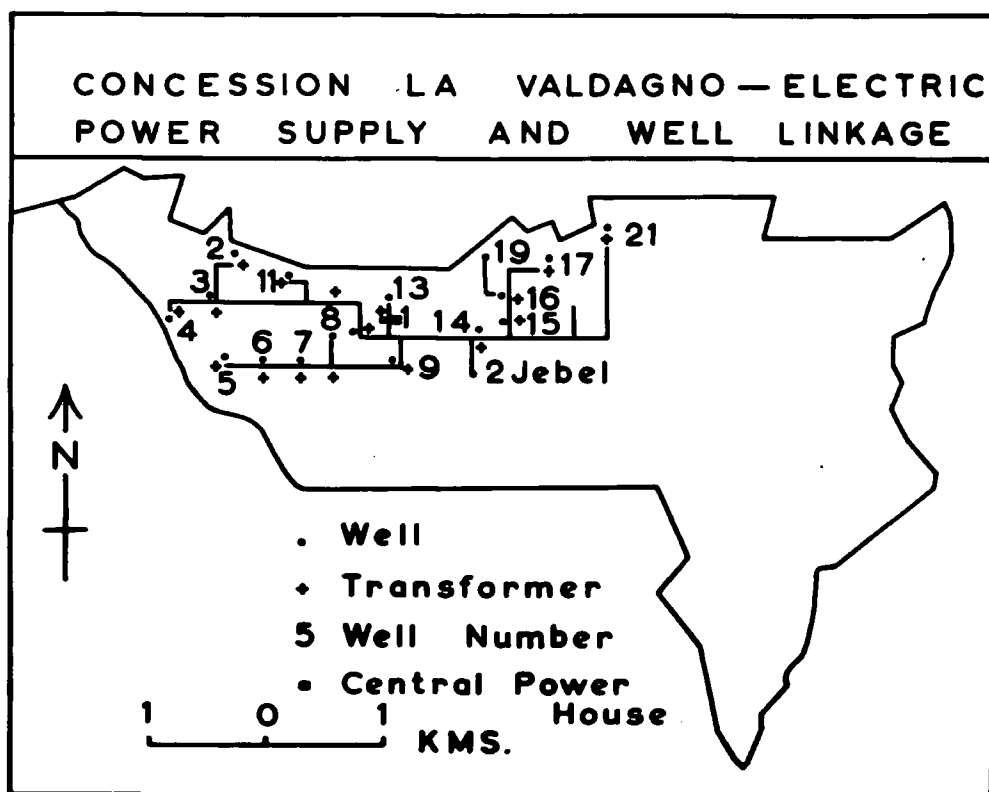 CONCESSION LA VALDAGNO — ELECTRIC
POWER SUPPLY AND WELL LINKAGE
21
2
19
17
3
11
13
16
4
8
1
14
15
6
7
5
9
2 Jebel
N
Well
Transformer
5 Well Number
Central Power
House
1 0 1
KMS.